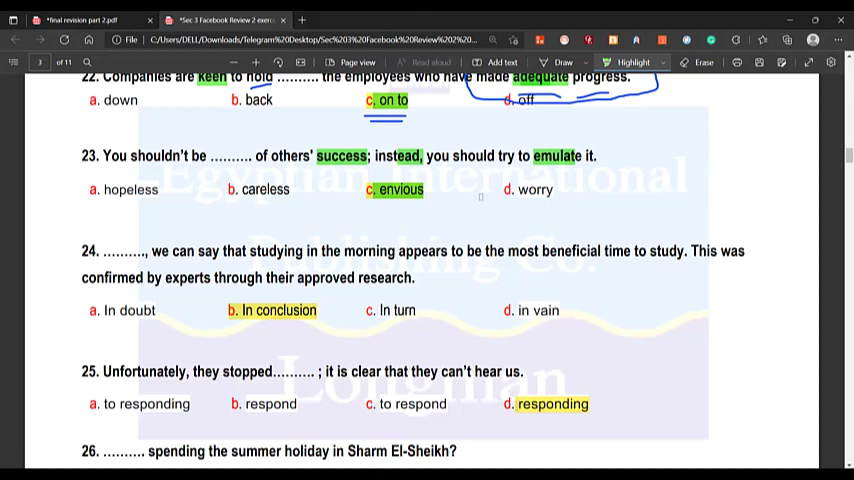 *final revision part 2.pdf
*Sec 3 Facebook Review 2 exerc
File
C:/Users/DELL/Downloads/Telegram%20Desktop/Sec%203%20Facebook%20Review%202%20...
3 of 11
Page view
Read aloud
Add text
Draw
Highlight
Erase
22. Companies are keen to hold .......... the employees who have made adequate progress.
a. down b. back c. on to d. off
23. You shouldn't be .......... of others' success; instead, you should try to emulate it.
a. hopeless b. careless c. envious d. worry
24. .........., we can say that studying in the morning appears to be the most beneficial time to study. This was
confirmed by experts through their approved research.
a. In doubt b. In conclusion c. In turn d. in vain
25. Unfortunately, they stopped.......... ; it is clear that they can't hear us.
a. to responding b. respond c. to respond d. responding
26. .......... spending the summer holiday in Sharm El-Sheikh?
Egyptian International
Publishing Co.
Longman